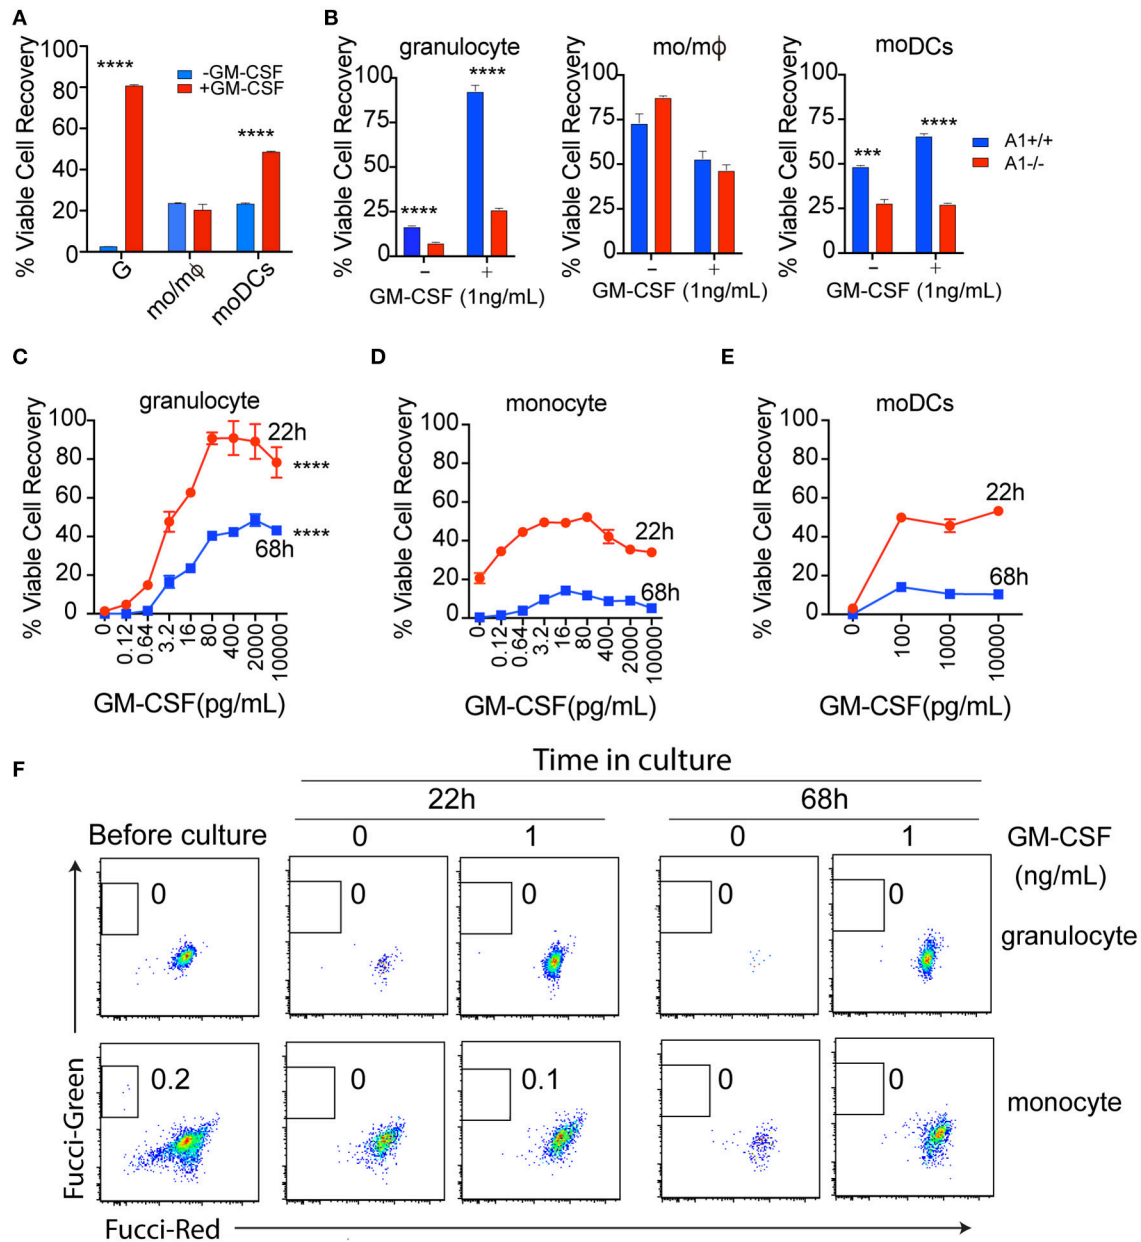 A
% Viable Cell Recovery
100
80
60
40
20
0
****
****
-GM-CSF
+GM-CSF
G
mo/mϕ
moDCs
B
granulocyte
% Viable Cell Recovery
100
75
50
25
0
****
****
-
+
GM-CSF (1ng/mL)
mo/mϕ
% Viable Cell Recovery
100
75
50
25
0
-
+
GM-CSF (1ng/mL)
moDCs
% Viable Cell Recovery
100
75
50
25
0
***
****
-
+
GM-CSF (1ng/mL)
A1+/+
A1-/-
C
granulocyte
% Viable Cell Recovery
100
80
60
40
20
0
22h
****
68h
****
0
0.12
0.64
3.2
16
80
400
2000
10000
GM-CSF(pg/mL)
D
monocyte
% Viable Cell Recovery
100
80
60
40
20
0
22h
68h
0
0.12
0.64
3.2
16
80
400
2000
10000
GM-CSF(pg/mL)
E
moDCs
% Viable Cell Recovery
100
80
60
40
20
0
22h
68h
0
100
1000
10000
GM-CSF(pg/mL)
F
Time in culture
22h 68h
Before culture 0 1 0 1 GM-CSF
(ng/mL)
0 0 0 0 0
granulocyte
0.2 0 0.1 0 0
monocyte
Fucci-Green
Fucci-Red